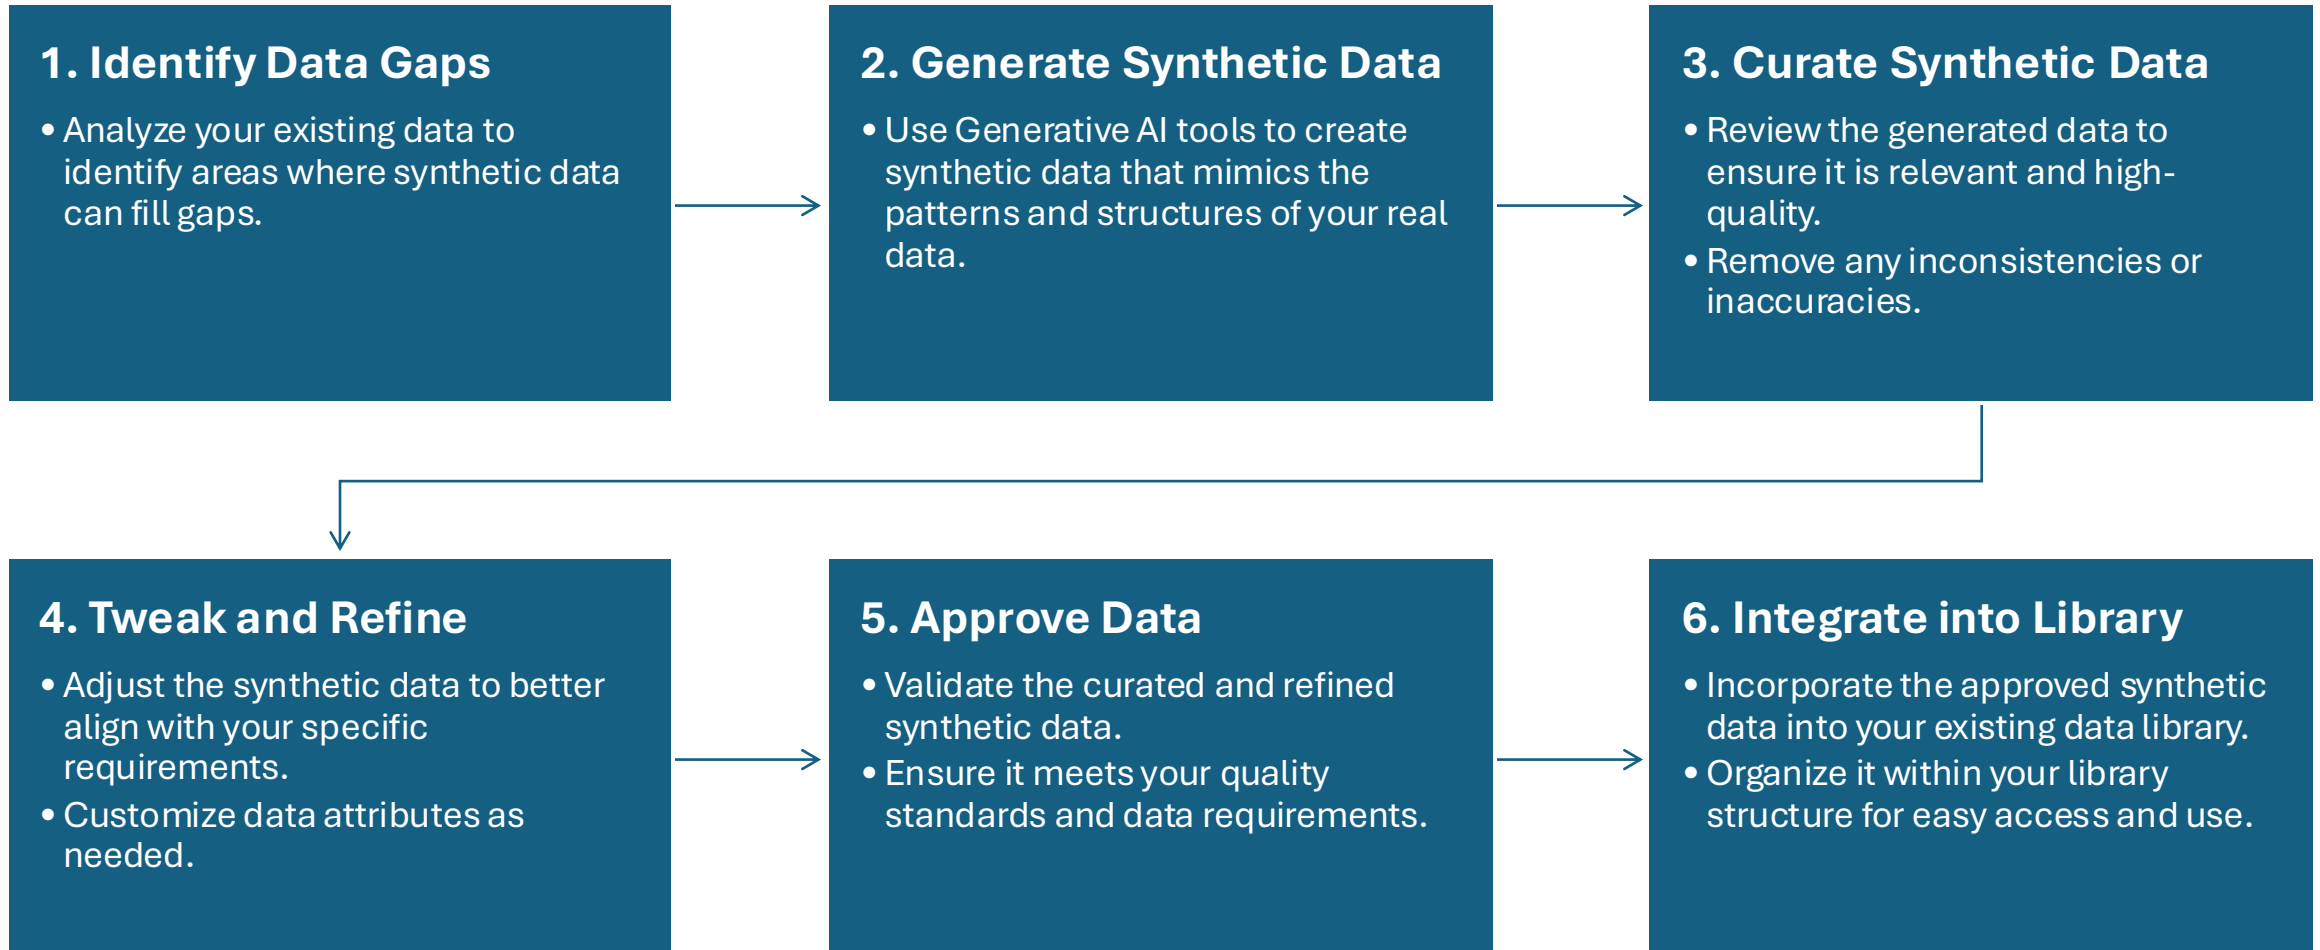 1. Identify Data Gaps
• Analyze your existing data to
identify areas where synthetic data
can fill gaps.
2. Generate Synthetic Data
• Use Generative AI tools to create
synthetic data that mimics the
patterns and structures of your real
data.
3. Curate Synthetic Data
• Review the generated data to
ensure it is relevant and high-
quality.
• Remove any inconsistencies or
inaccuracies.
4. Tweak and Refine
• Adjust the synthetic data to better
align with your specific
requirements.
• Customize data attributes as
needed.
5. Approve Data
• Validate the curated and refined
synthetic data.
• Ensure it meets your quality
standards and data requirements.
6. Integrate into Library
• Incorporate the approved synthetic
data into your existing data library.
• Organize it within your library
structure for easy access and use.